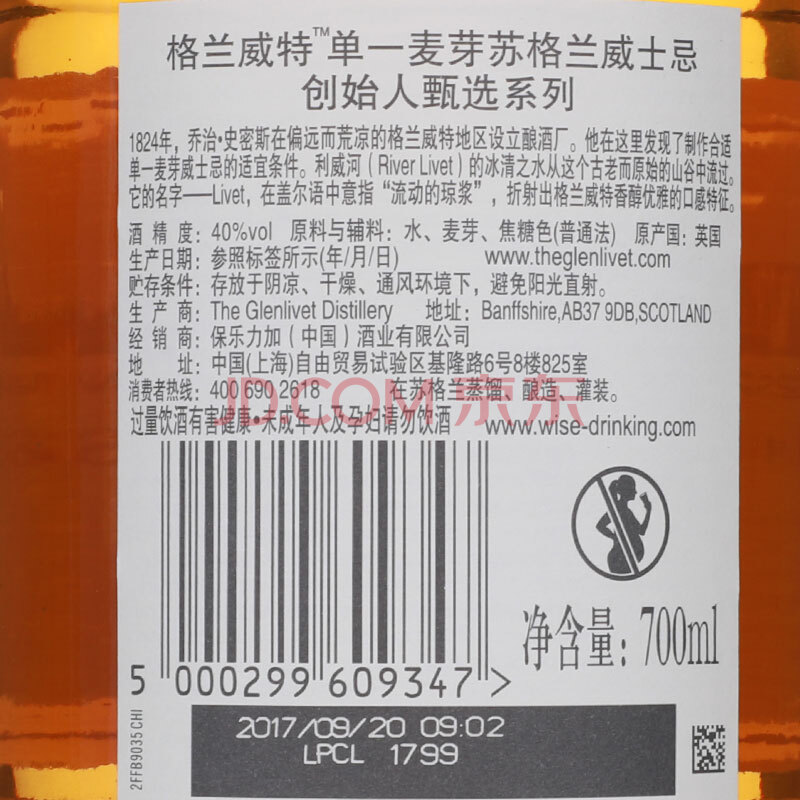 格兰威特™单一麦芽苏格兰威士忌
创始人甄选系列
1824年，乔治•史密斯在偏远而荒凉的格兰威特地区设立酿酒厂。他在这里发现了制作合适
单一麦芽威士忌的适宜条件。利威河（River Livet）的冰清之水从这个古老而原始的山谷中流过。
它的名字——Livet，在盖尔语中意指“流动的琼浆”，折射出格兰威特香醇优雅的口感特征。
酒 精 度：40%vol 原料与辅料：水、麦芽、焦糖色(普通法) 原产国：英国
生产日期：参照标签所示(年/月/日) www.theglenlivet.com
贮存条件：存放于阴凉、干燥、通风环境下，避免阳光直射。
生 产 商：The Glenlivet Distillery 地址：Banffshire,AB37 9DB,SCOTLAND
经 销 商：保乐力加（中国）酒业有限公司
地 址：中国(上海)自由贸易试验区基隆路6号8楼825室
消费者热线：400 690 2618 在苏格兰蒸馏、酿造、灌装。
JD.COM 京东
过量饮酒有害健康•未成年人及孕妇请勿饮酒 www.wise-drinking.com
净含量：700ml
5 000299 609347 >
2FFB9035 CHI
2017/09/20 09:02
LPCL 1799